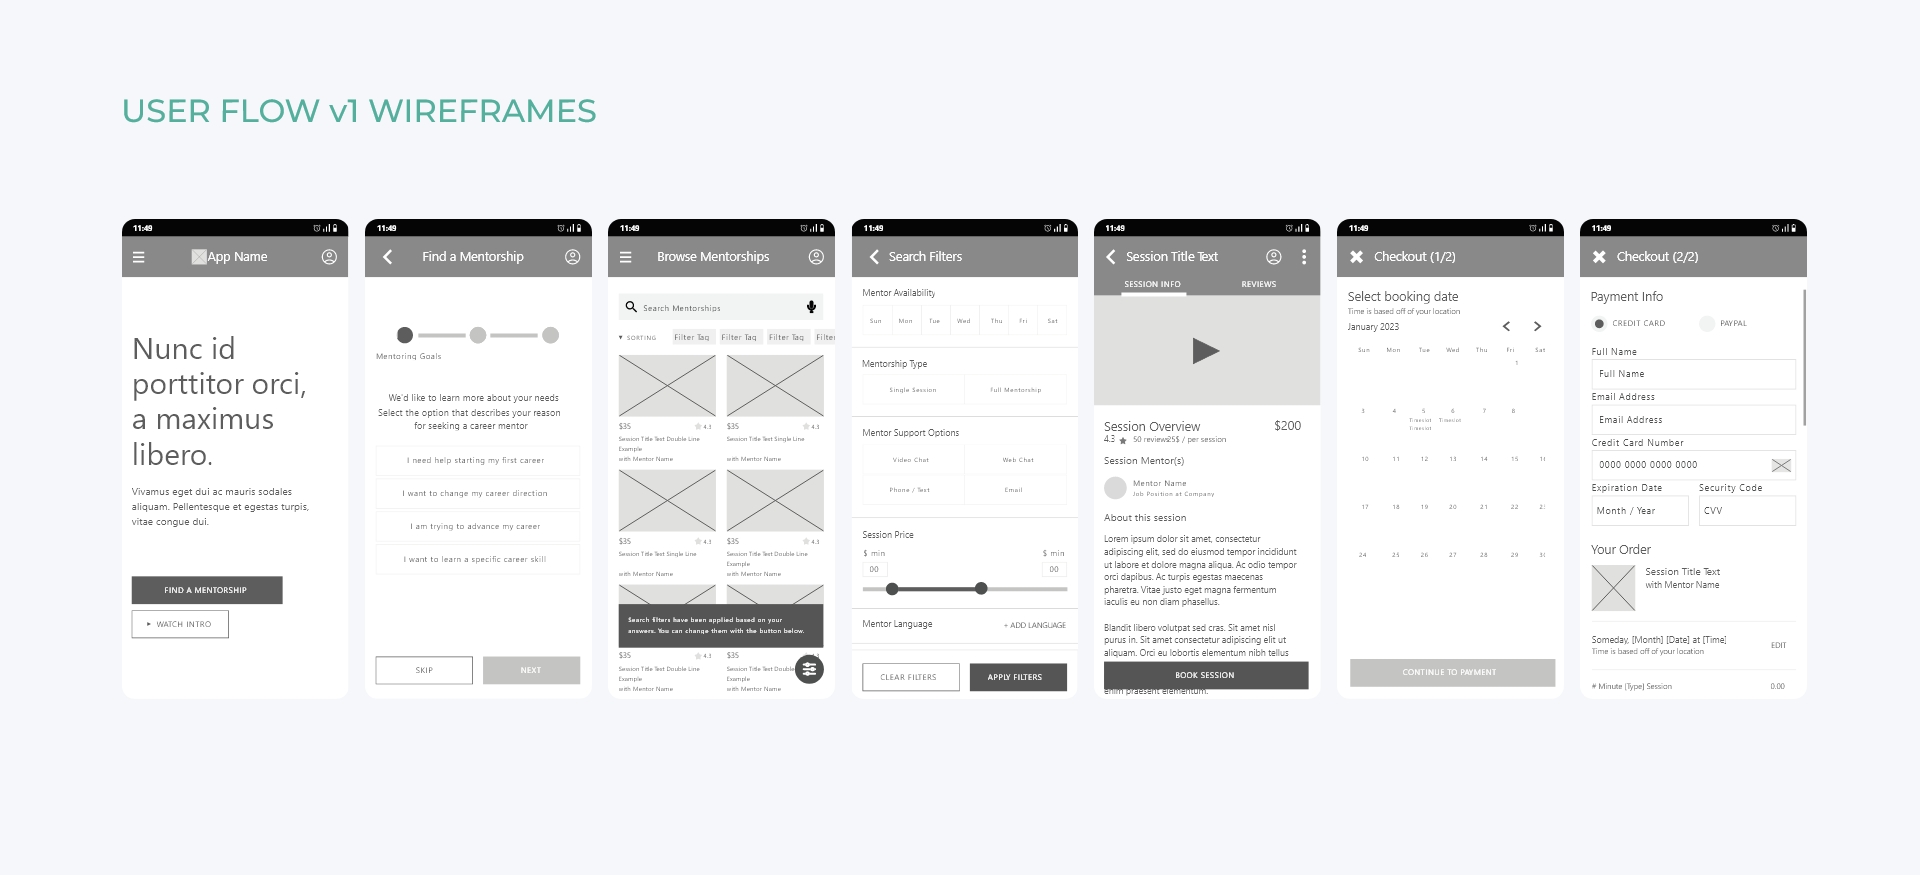 USER FLOW v1 WIREFRAMES
11:49
App Name
Nunc id
porttitor orci,
a maximus
libero.
Vivamus eget dui ac mauris sodales
aliquam. Pellentesque et egestas turpis,
vitae congue dui.
FIND A MENTORSHIP
WATCH INTRO
11:49
Find a Mentorship
Mentoring Goals
We'd like to learn more about your needs
Select the option that describes your reason
for seeking a career mentor
I need help starting my first career
I want to change my career direction
I am trying to advance my career
I want to learn a specific career skill
SKIP NEXT
11:49
Browse Mentorships
Search Mentorships
SORTING Filter Tag Filter Tag Filter Tag Filter
$35 4.3 $35 4.3
Session Title Text Double Line Session Title Text Single Line
Example
with Mentor Name with Mentor Name
$35 4.3 $35 4.3
Session Title Text Single Line Session Title Text Double Line
Example
with Mentor Name with Mentor Name
Search filters have been applied based on your
answers. You can change them with the button below.
$35 4.3 $35
Session Title Text Double Line Session Title Text Double
Example Example
with Mentor Name with Mentor Name
11:49
Search Filters
Mentor Availability
Sun Mon Tue Wed Thu Fri Sat
Mentorship Type
Single Session Full Mentorship
Mentor Support Options
Video Chat Web Chat
Phone / Text Email
Session Price
$ min $ min
00 00
Mentor Language + ADD LANGUAGE
CLEAR FILTERS APPLY FILTERS
11:49
Session Title Text
SESSION INFO REVIEWS
Session Overview $200
4.3 50 reviews25$ / per session
Session Mentor(s)
Mentor Name
Job Position at Company
About this session
Lorem ipsum dolor sit amet, consectetur
adipiscing elit, sed do eiusmod tempor incididunt
ut labore et dolore magna aliqua. Ac odio tempor
orci dapibus. Ac turpis egestas maecenas
pharetra. Vitae justo eget magna fermentum
iaculis eu non diam phasellus.
Blandit libero volutpat sed cras. Sit amet nisl
purus in. Sit amet consectetur adipiscing elit ut
aliquam. Orci eu lobortis elementum nibh tellus
BOOK SESSION
enim praesent elementum.
11:49
Checkout (1/2)
Select booking date
Time is based off of your location
January 2023
Sun Mon Tue Wed Thu Fri Sat
1
3 4 5 6 7 8
Timeslot Timeslot
Timeslot
10 11 12 13 14 15
17 18 19 20 21 22
24 25 26 27 28 29
CONTINUE TO PAYMENT
11:49
Checkout (2/2)
Payment Info
CREDIT CARD PAYPAL
Full Name
Full Name
Email Address
Email Address
Credit Card Number
0000 0000 0000 0000
Expiration Date Security Code
Month / Year CVV
Your Order
Session Title Text
with Mentor Name
Someday, [Month] [Date] at [Time]
Time is based off of your location
EDIT
# Minute [Type] Session 0.00